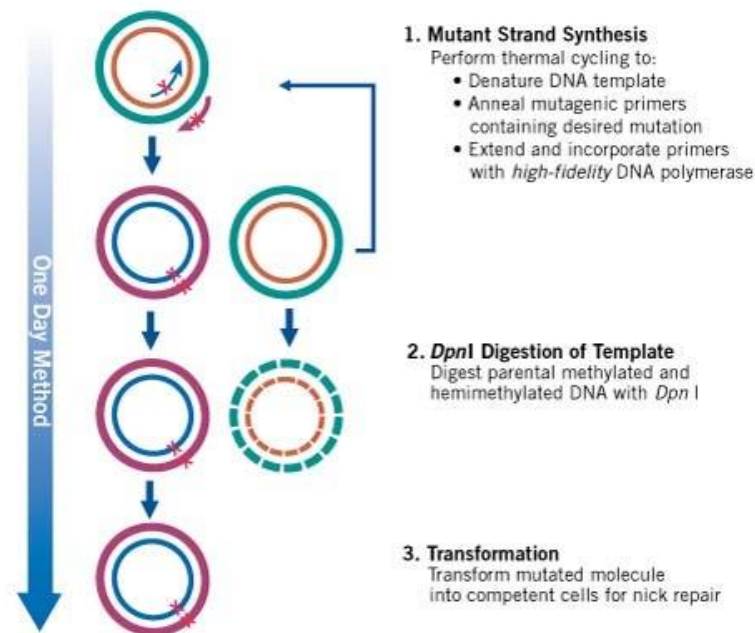 One Day Method
1. Mutant Strand Synthesis
Perform thermal cycling to:
• Denature DNA template
• Anneal mutagenic primers
containing desired mutation
• Extend and incorporate primers
with high-fidelity DNA polymerase
2. DpnI Digestion of Template
Digest parental methylated and
hemimethylated DNA with Dpn I
3. Transformation
Transform mutated molecule
into competent cells for nick repair